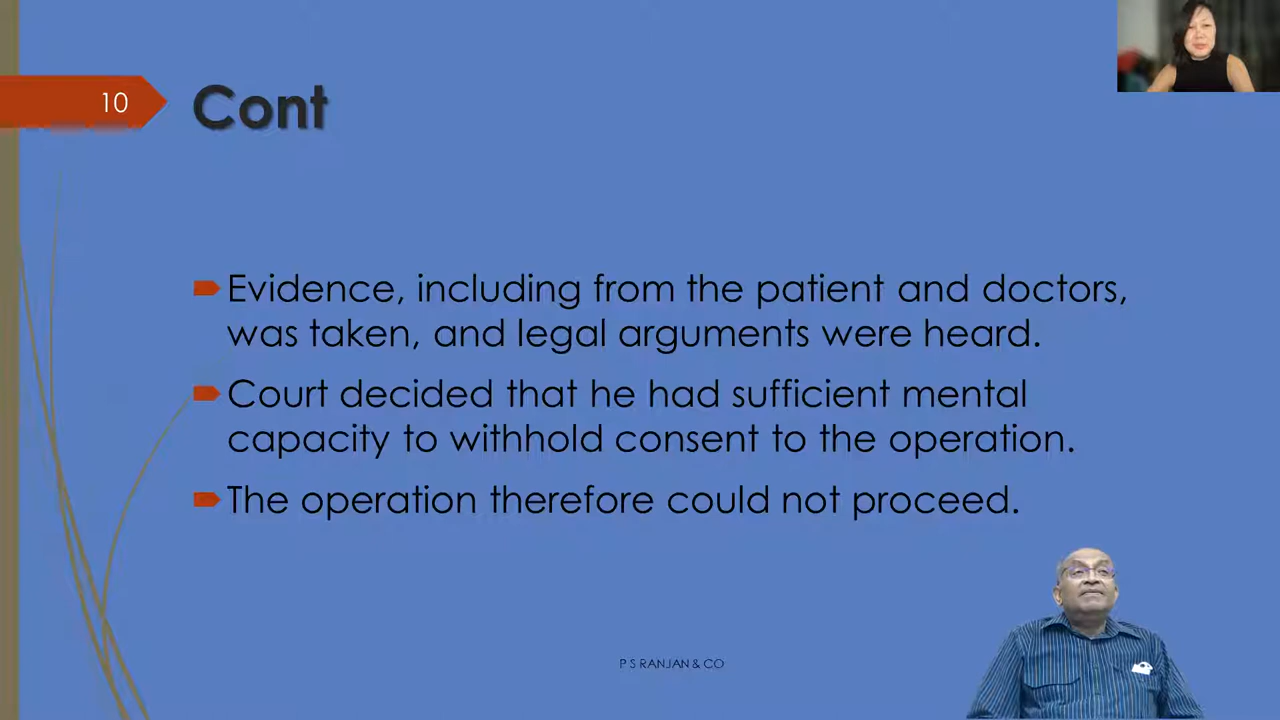 10
Cont
Evidence, including from the patient and doctors,
was taken, and legal arguments were heard.
Court decided that he had sufficient mental
capacity to withhold consent to the operation.
The operation therefore could not proceed.
P S RANJAN & CO